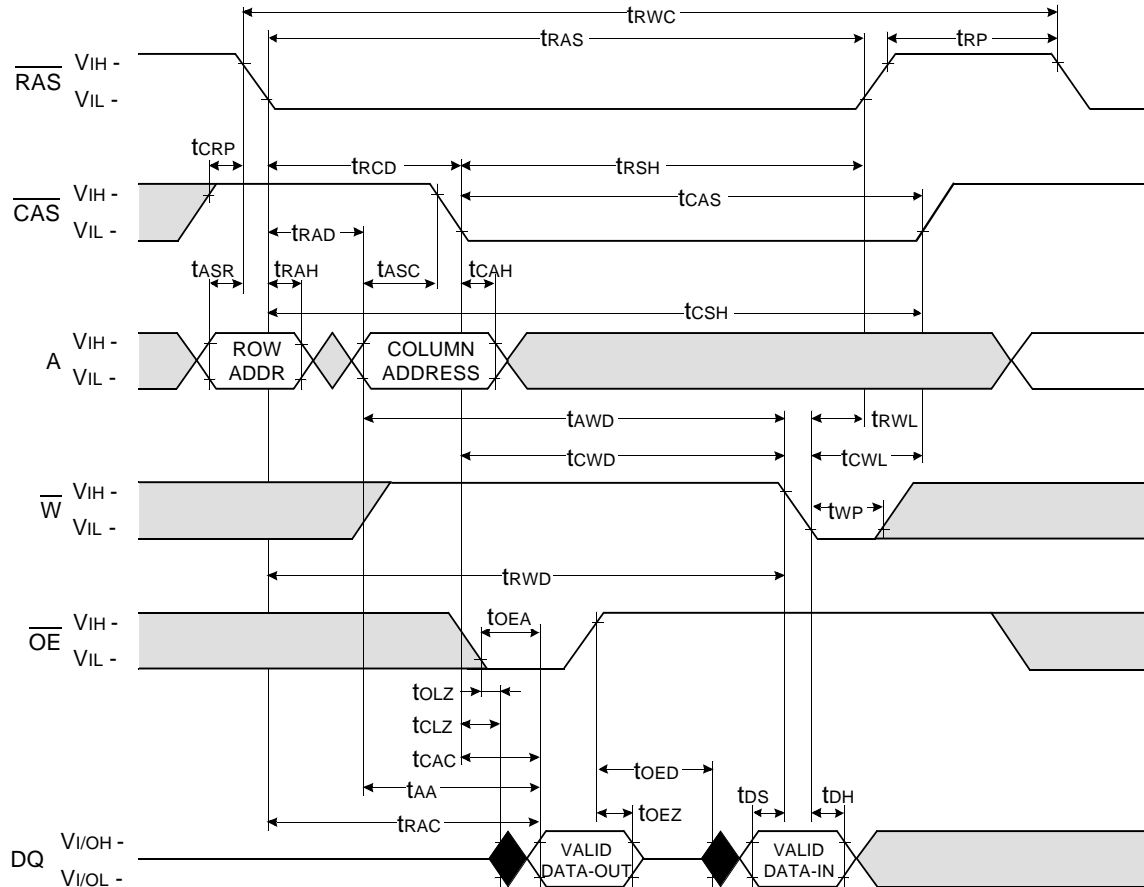 tRWC
tRAS
tRP
RAS
VIH -
VIL -
tCRP
tRCD
tRSH
CAS
VIH -
VIL -
tCAS
tRAD
tASR
tRAH
tASC
tCAH
tCSH
A
VIH -
VIL -
ROW
ADDR
COLUMN
ADDRESS
tAWD
tRWL
tCWD
tCWL
W
VIH -
VIL -
tWP
tRWD
OE
VIH -
VIL -
tOEA
tOLZ
tCLZ
tCAC
tOED
tAA
tRAC
tOEZ
tDS
tDH
DQ
VI/OH -
VI/OL -
VALID
DATA-OUT
VALID
DATA-IN